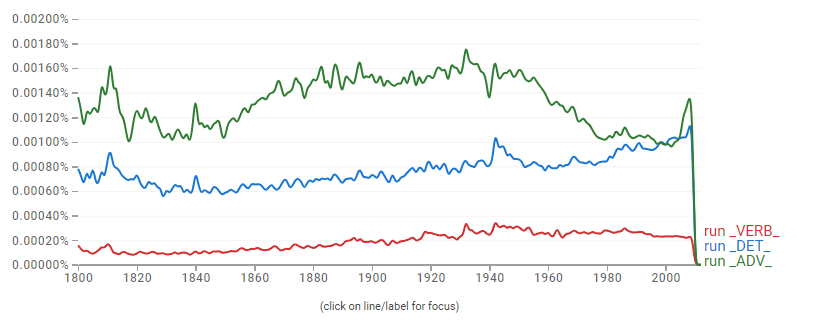 0.00200%
0.00180%
0.00160%
0.00140%
0.00120%
0.00100%
0.00080%
0.00060%
0.00040%
0.00020%
0.00000%
1800 1820 1840 1860 1880 1900 1920 1940 1960 1980 2000
run _VERB_
run _DET_
run _ADV_
(click on line/label for focus)